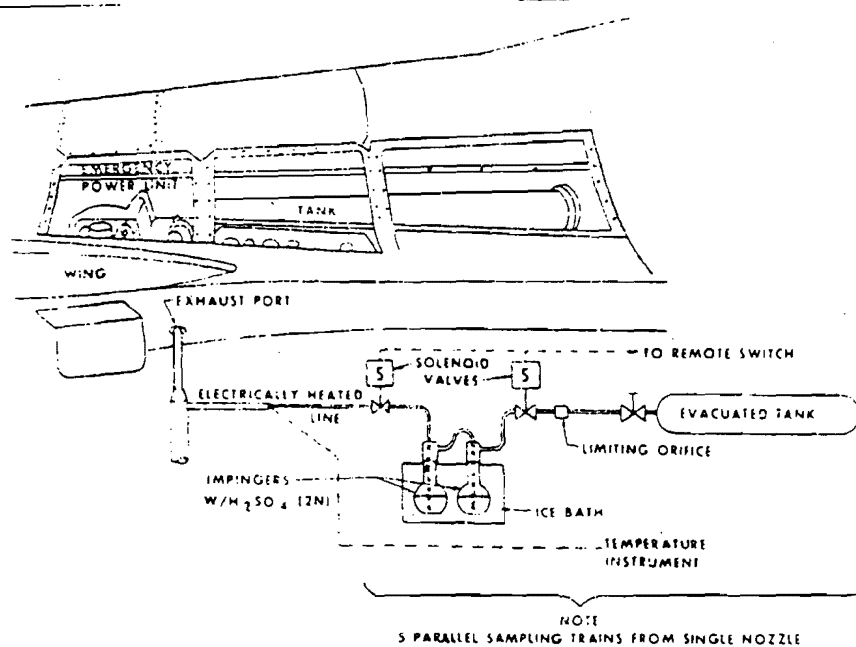 EMERGENCY
POWER UNIT
TANK
WING
EXHAUST PORT
S
SOLENOID
VALVES
S
TO REMOTE SWITCH
ELECTRICALLY HEATED
LINE
EVACUATED TANK
LIMITING ORIFICE
IMPINGERS
W/H2SO4 (2N)
ICE BATH
TEMPERATURE
INSTRUMENT
NOTE
5 PARALLEL SAMPLING TRAINS FROM SINGLE NOZZLE